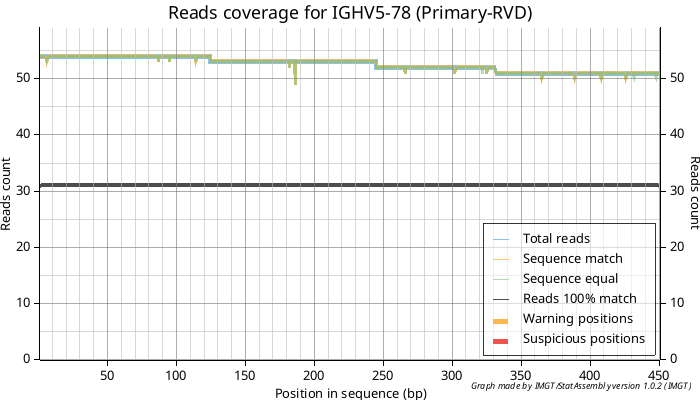 Reads coverage for IGHV5-78 (Primary-RVD)
Reads count
50
40
30
20
10
0
50
40
30
20
10
0
Reads count
Total reads
Sequence match
Sequence equal
Reads 100% match
Warning positions
Suspicious positions
50 100 150 200 250 300 350 400 450
Position in sequence (bp)
Graph made by IMGT/StatAssembly version 1.0.2 (IMGT)